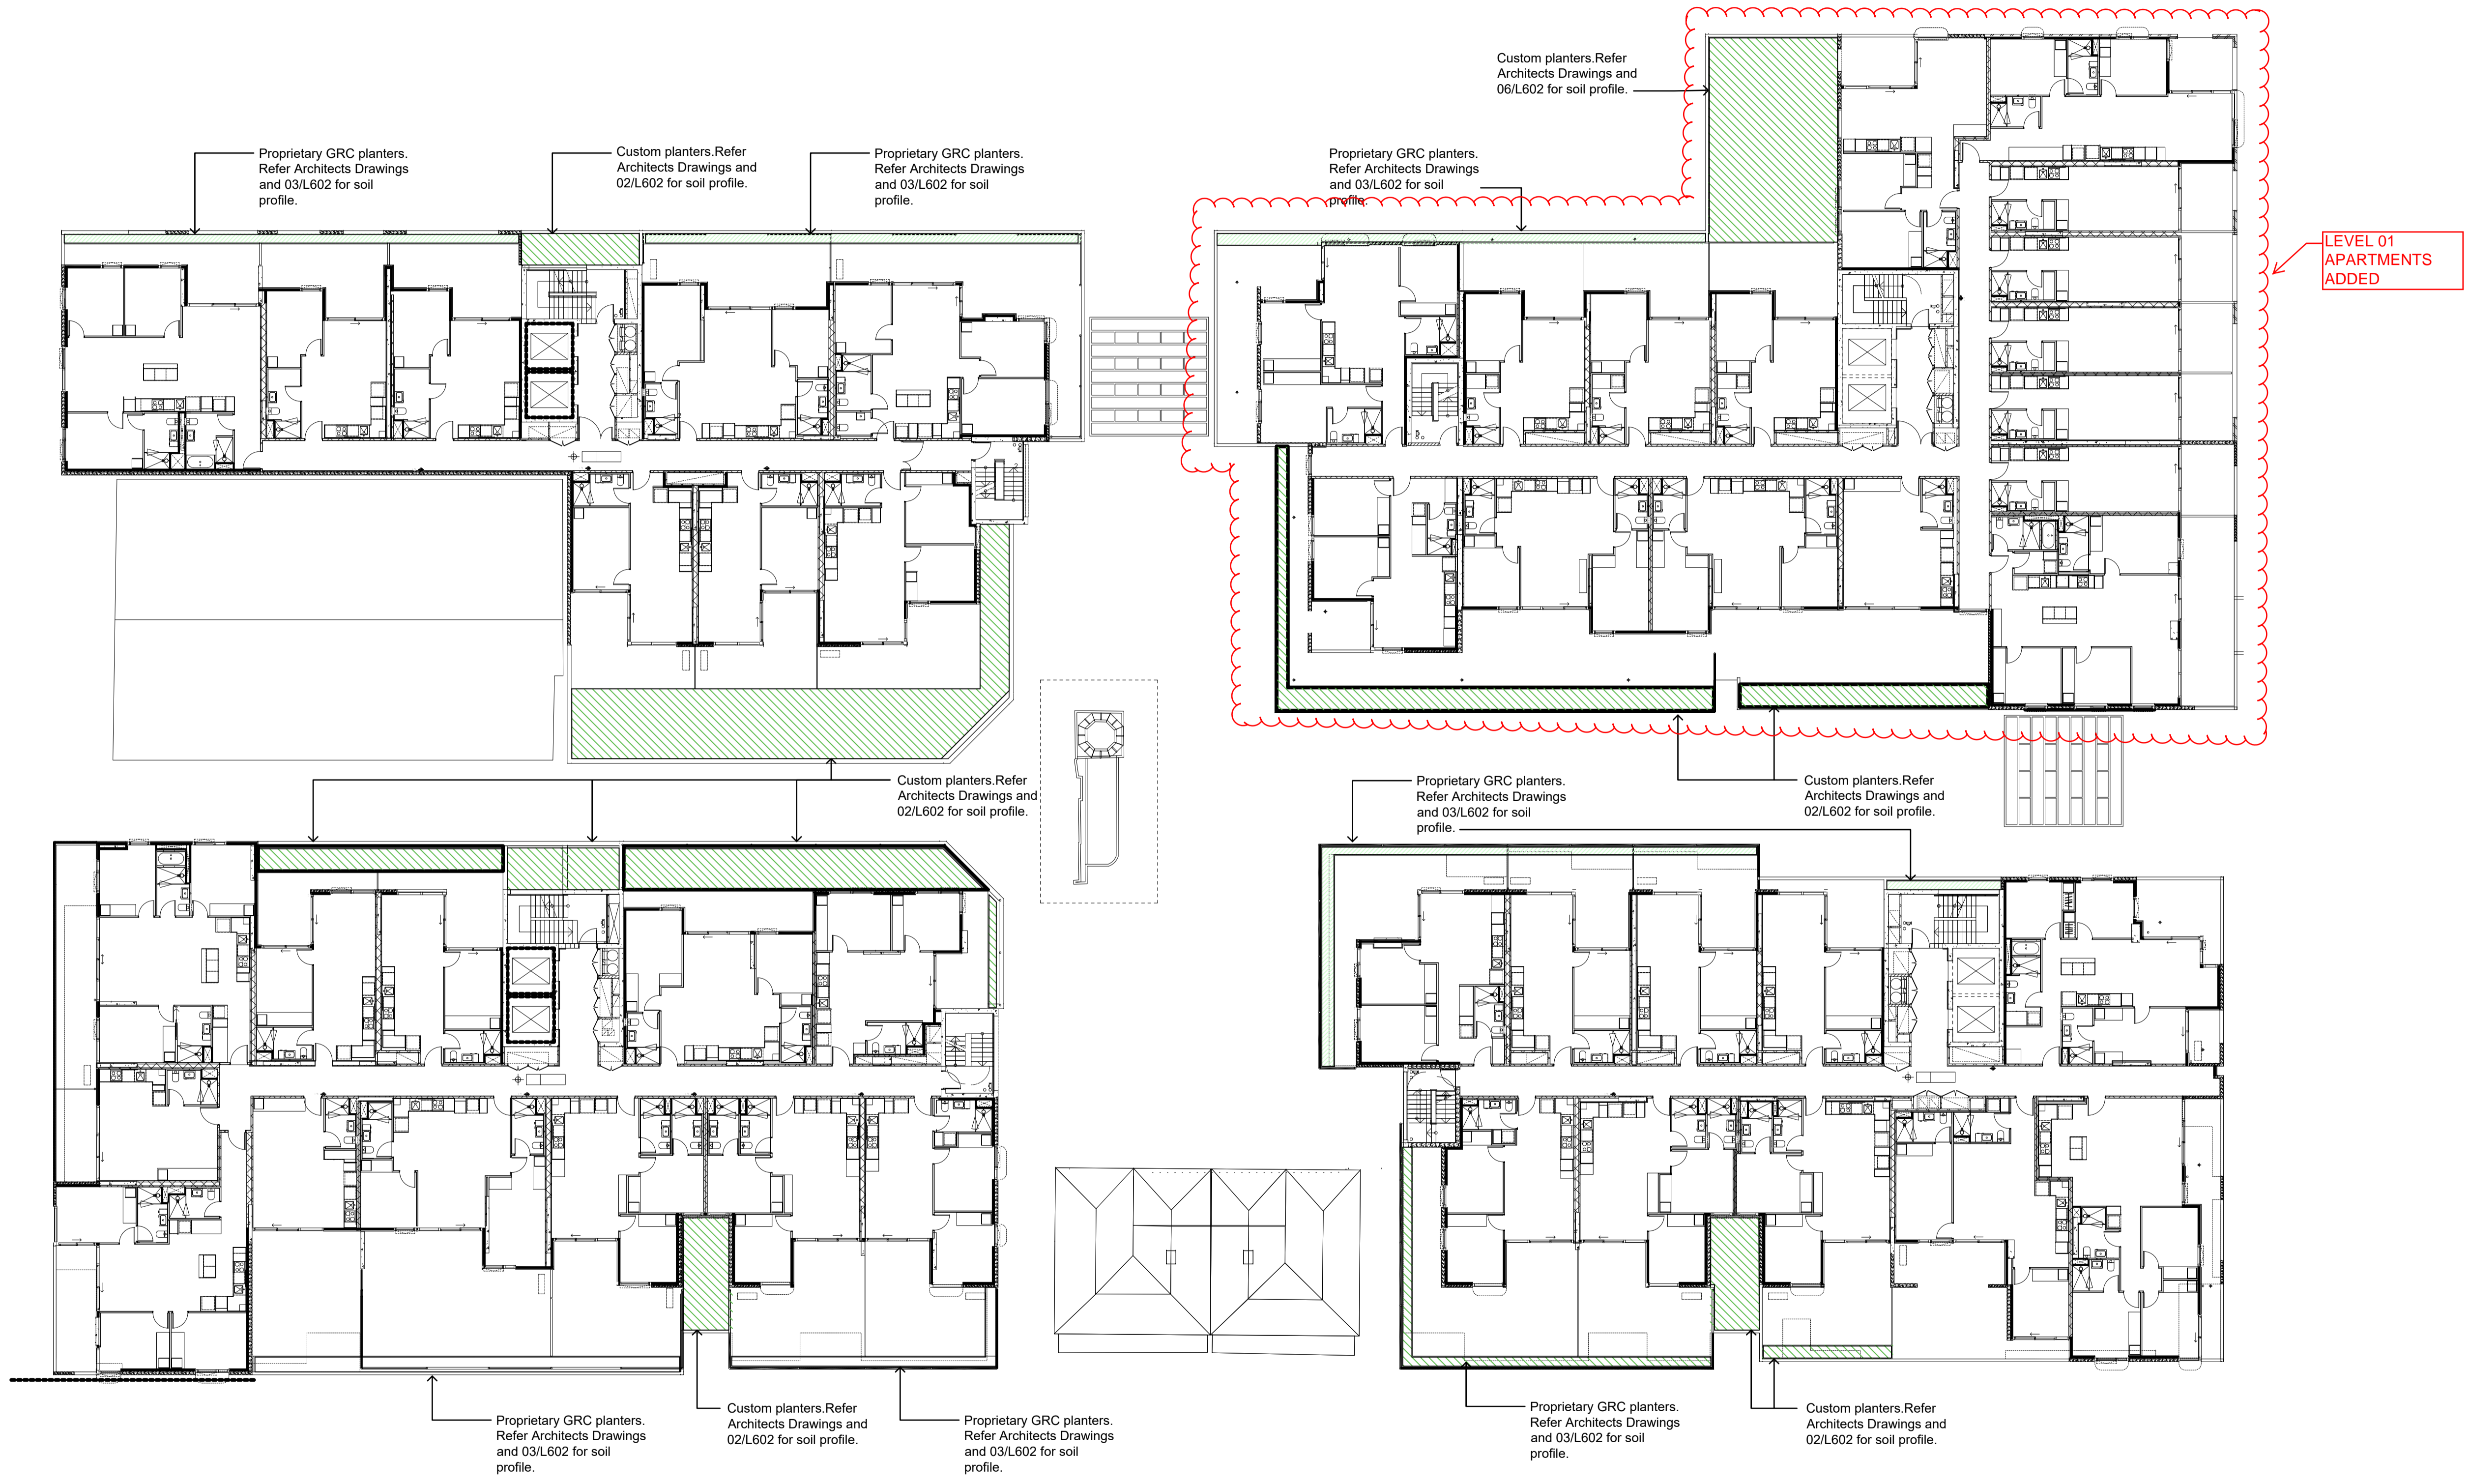 Custom planters.Refer
Architects Drawings and
06/L602 for soil profile.
Proprietary GRC planters.
Refer Architects Drawings
and 03/L602 for soil
profile.
Custom planters.Refer
Architects Drawings and
02/L602 for soil profile.
Proprietary GRC planters.
Refer Architects Drawings
and 03/L602 for soil
profile.
Proprietary GRC planters.
Refer Architects Drawings
and 03/L602 for soil
profile.
LEVEL 01
APARTMENTS
ADDED
Custom planters.Refer
Architects Drawings and
02/L602 for soil profile.
Proprietary GRC planters.
Refer Architects Drawings
and 03/L602 for soil
profile.
Custom planters.Refer
Architects Drawings and
02/L602 for soil profile.
Proprietary GRC planters.
Refer Architects Drawings
and 03/L602 for soil
profile.
Custom planters.Refer
Architects Drawings and
02/L602 for soil profile.
Proprietary GRC planters.
Refer Architects Drawings
and 03/L602 for soil
profile.
Proprietary GRC planters.
Refer Architects Drawings
and 03/L602 for soil
profile.
Custom planters.Refer
Architects Drawings and
02/L602 for soil profile.